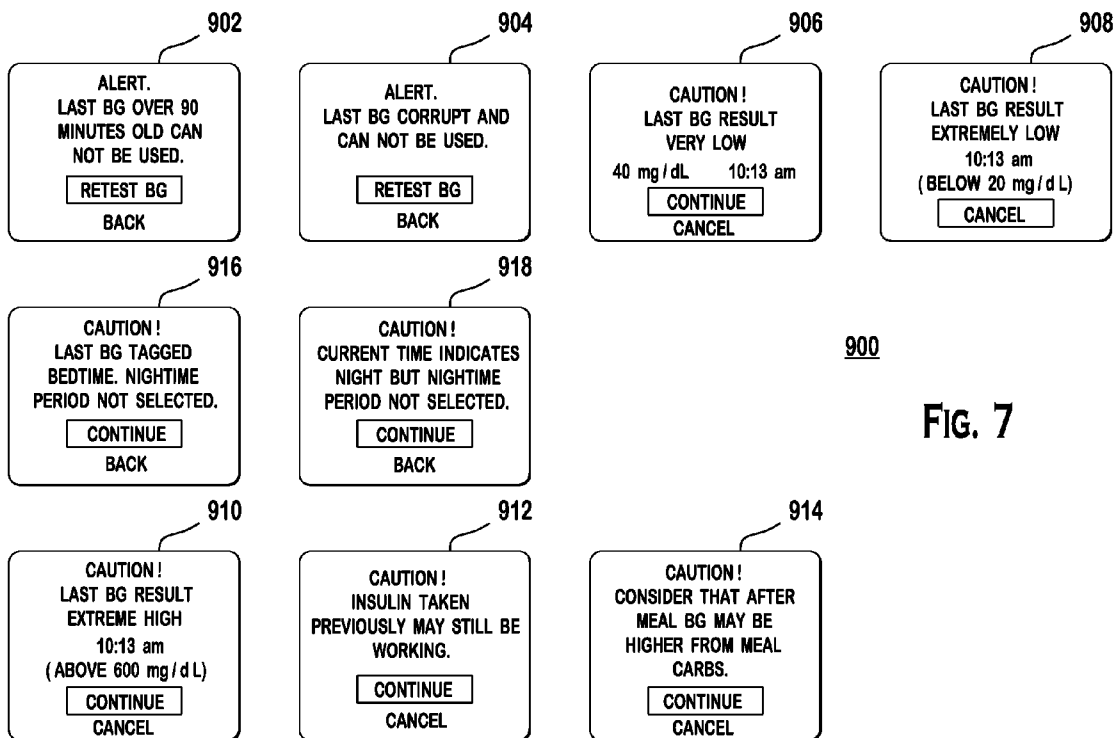 902
ALERT.
LAST BG OVER 90
MINUTES OLD CAN
NOT BE USED.
RETEST BG
BACK
904
ALERT.
LAST BG CORRUPT AND
CAN NOT BE USED.
RETEST BG
BACK
906
CAUTION!
LAST BG RESULT
VERY LOW
40 mg/dL 10:13 am
CONTINUE
CANCEL
908
CAUTION!
LAST BG RESULT
EXTREMELY LOW
10:13 am
(BELOW 20 mg/dL)
CANCEL
916
CAUTION!
LAST BG TAGGED
BEDTIME. NIGHTIME
PERIOD NOT SELECTED.
CONTINUE
BACK
918
CAUTION!
CURRENT TIME INDICATES
NIGHT BUT NIGHTIME
PERIOD NOT SELECTED.
CONTINUE
BACK
900
FIG. 7
910
CAUTION!
LAST BG RESULT
EXTREME HIGH
10:13 am
(ABOVE 600 mg/dL)
CONTINUE
CANCEL
912
CAUTION!
INSULIN TAKEN
PREVIOUSLY MAY STILL BE
WORKING.
CONTINUE
CANCEL
914
CAUTION!
CONSIDER THAT AFTER
MEAL BG MAY BE
HIGHER FROM MEAL
CARBS.
CONTINUE
CANCEL